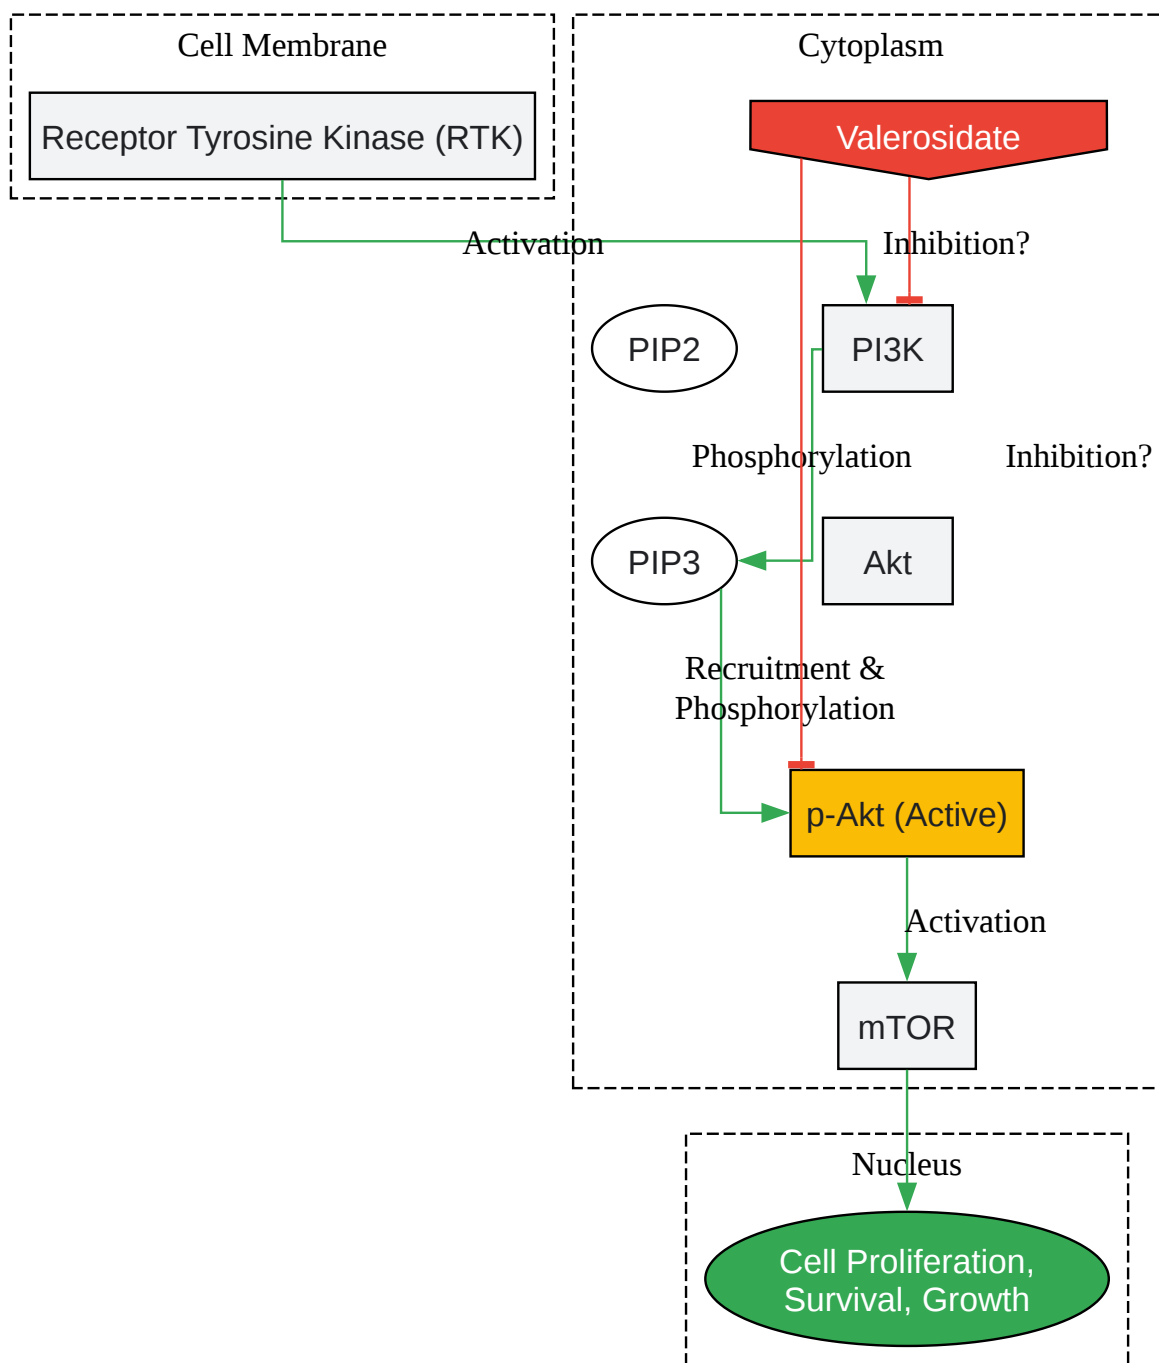 Cell Membrane
Cytoplasm
Receptor Tyrosine Kinase (RTK)
Valerosidate
Activation
Inhibition?
PIP2
PI3K
Phosphorylation
Inhibition?
PIP3
Akt
Recruitment &
Phosphorylation
p-Akt (Active)
Activation
mTOR
Nucleus
Cell Proliferation,
Survival, Growth